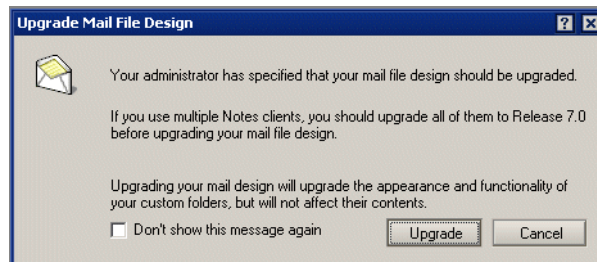 Upgrade Mail File Design
Your administrator has specified that your mail file design should be upgraded.
If you use multiple Notes clients, you should upgrade all of them to Release 7.0
before upgrading your mail file design.
Upgrading your mail design will upgrade the appearance and functionality of
your custom folders, but will not affect their contents.
Don't show this message again
Upgrade
Cancel